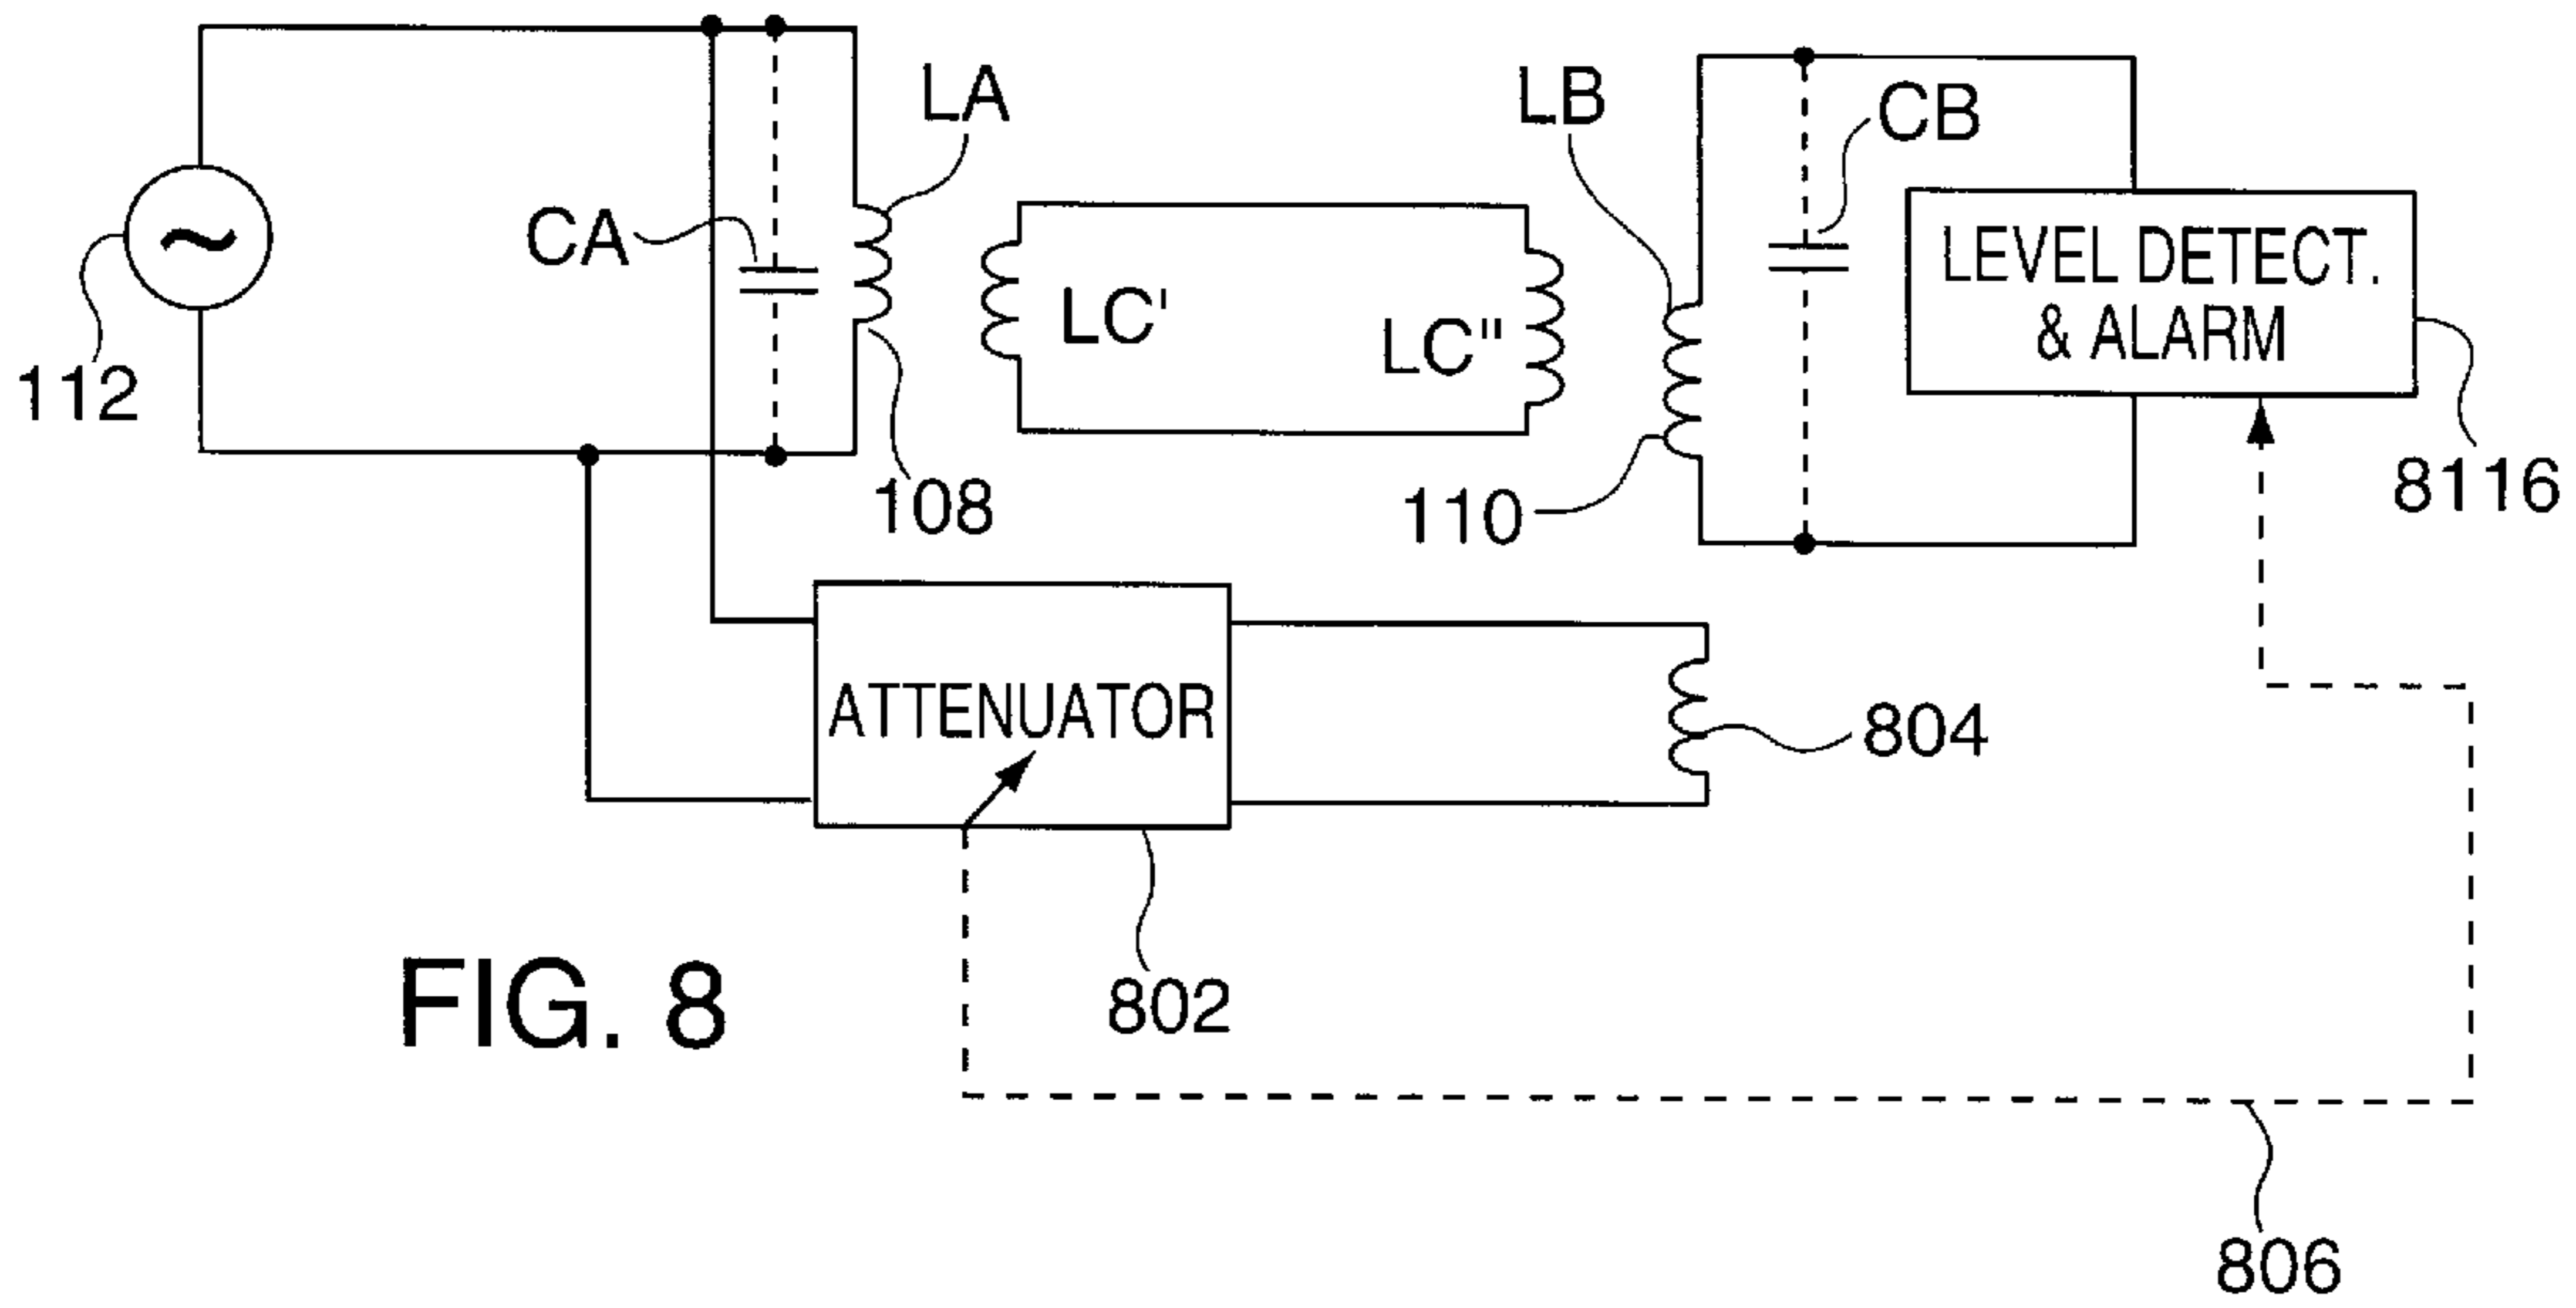 LA
LB
CB
CA
LC'
LC"
LEVEL DETECT.
& ALARM
112
108
110
8116
ATTENUATOR
804
802
FIG. 8
806